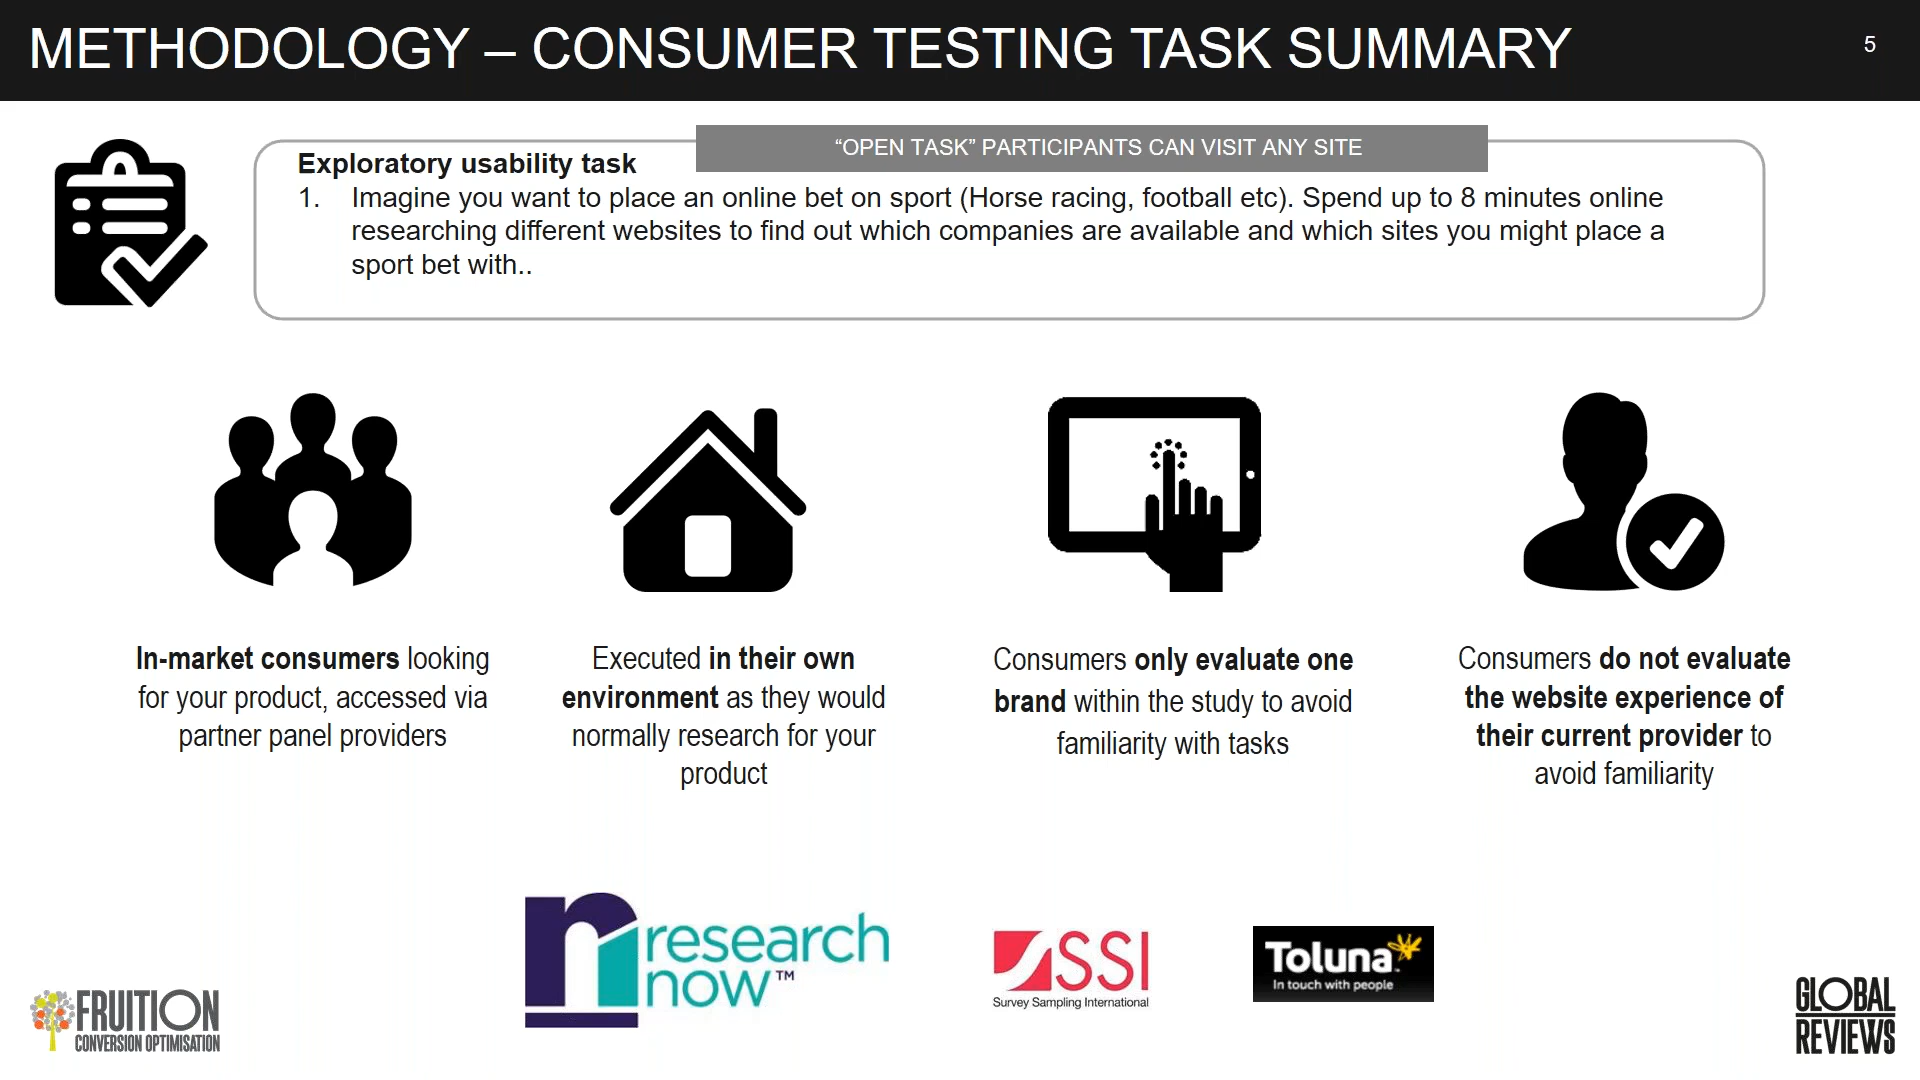 METHODOLOGY – CONSUMER TESTING TASK SUMMARY
5
“OPEN TASK” PARTICIPANTS CAN VISIT ANY SITE
Exploratory usability task
1. Imagine you want to place an online bet on sport (Horse racing, football etc). Spend up to 8 minutes online
researching different websites to find out which companies are available and which sites you might place a
sport bet with..
In-market consumers looking
for your product, accessed via
partner panel providers
Executed in their own
environment as they would
normally research for your
product
Consumers only evaluate one
brand within the study to avoid
familiarity with tasks
Consumers do not evaluate
the website experience of
their current provider to
avoid familiarity
research
now™
SSI
Survey Sampling International
Toluna
In touch with people
FRUITION
CONVERSION OPTIMISATION
GLOBAL
REVIEWS